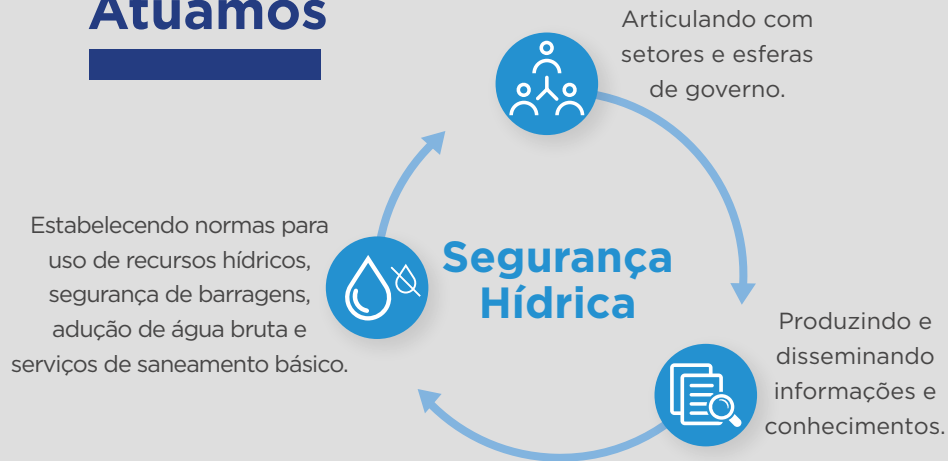 Atuamos
Articulando com
setores e esferas
de governo.
Estabelecendo normas para
uso de recursos hídricos,
segurança de barragens,
adução de água bruta e
serviços de saneamento básico.
Segurança
Hídrica
Produzindo e
disseminando
informações e
conhecimentos.